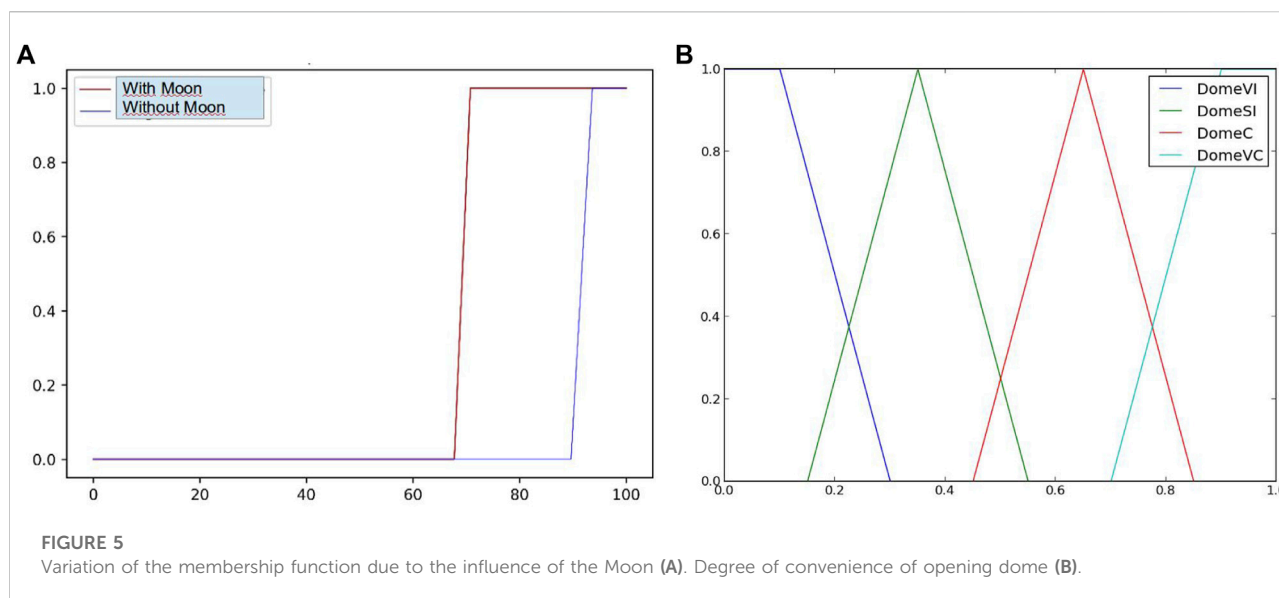 A
With Moon
Without Moon
1.0
0.8
0.6
0.4
0.2
0.0
0 20 40 60 80 100
B
DomeVI
DomeSI
DomeC
DomeVC
1.0
0.8
0.6
0.4
0.2
0.0
0.0 0.2 0.4 0.6 0.8 1.0
FIGURE 5
Variation of the membership function due to the influence of the Moon (A). Degree of convenience of opening dome (B).